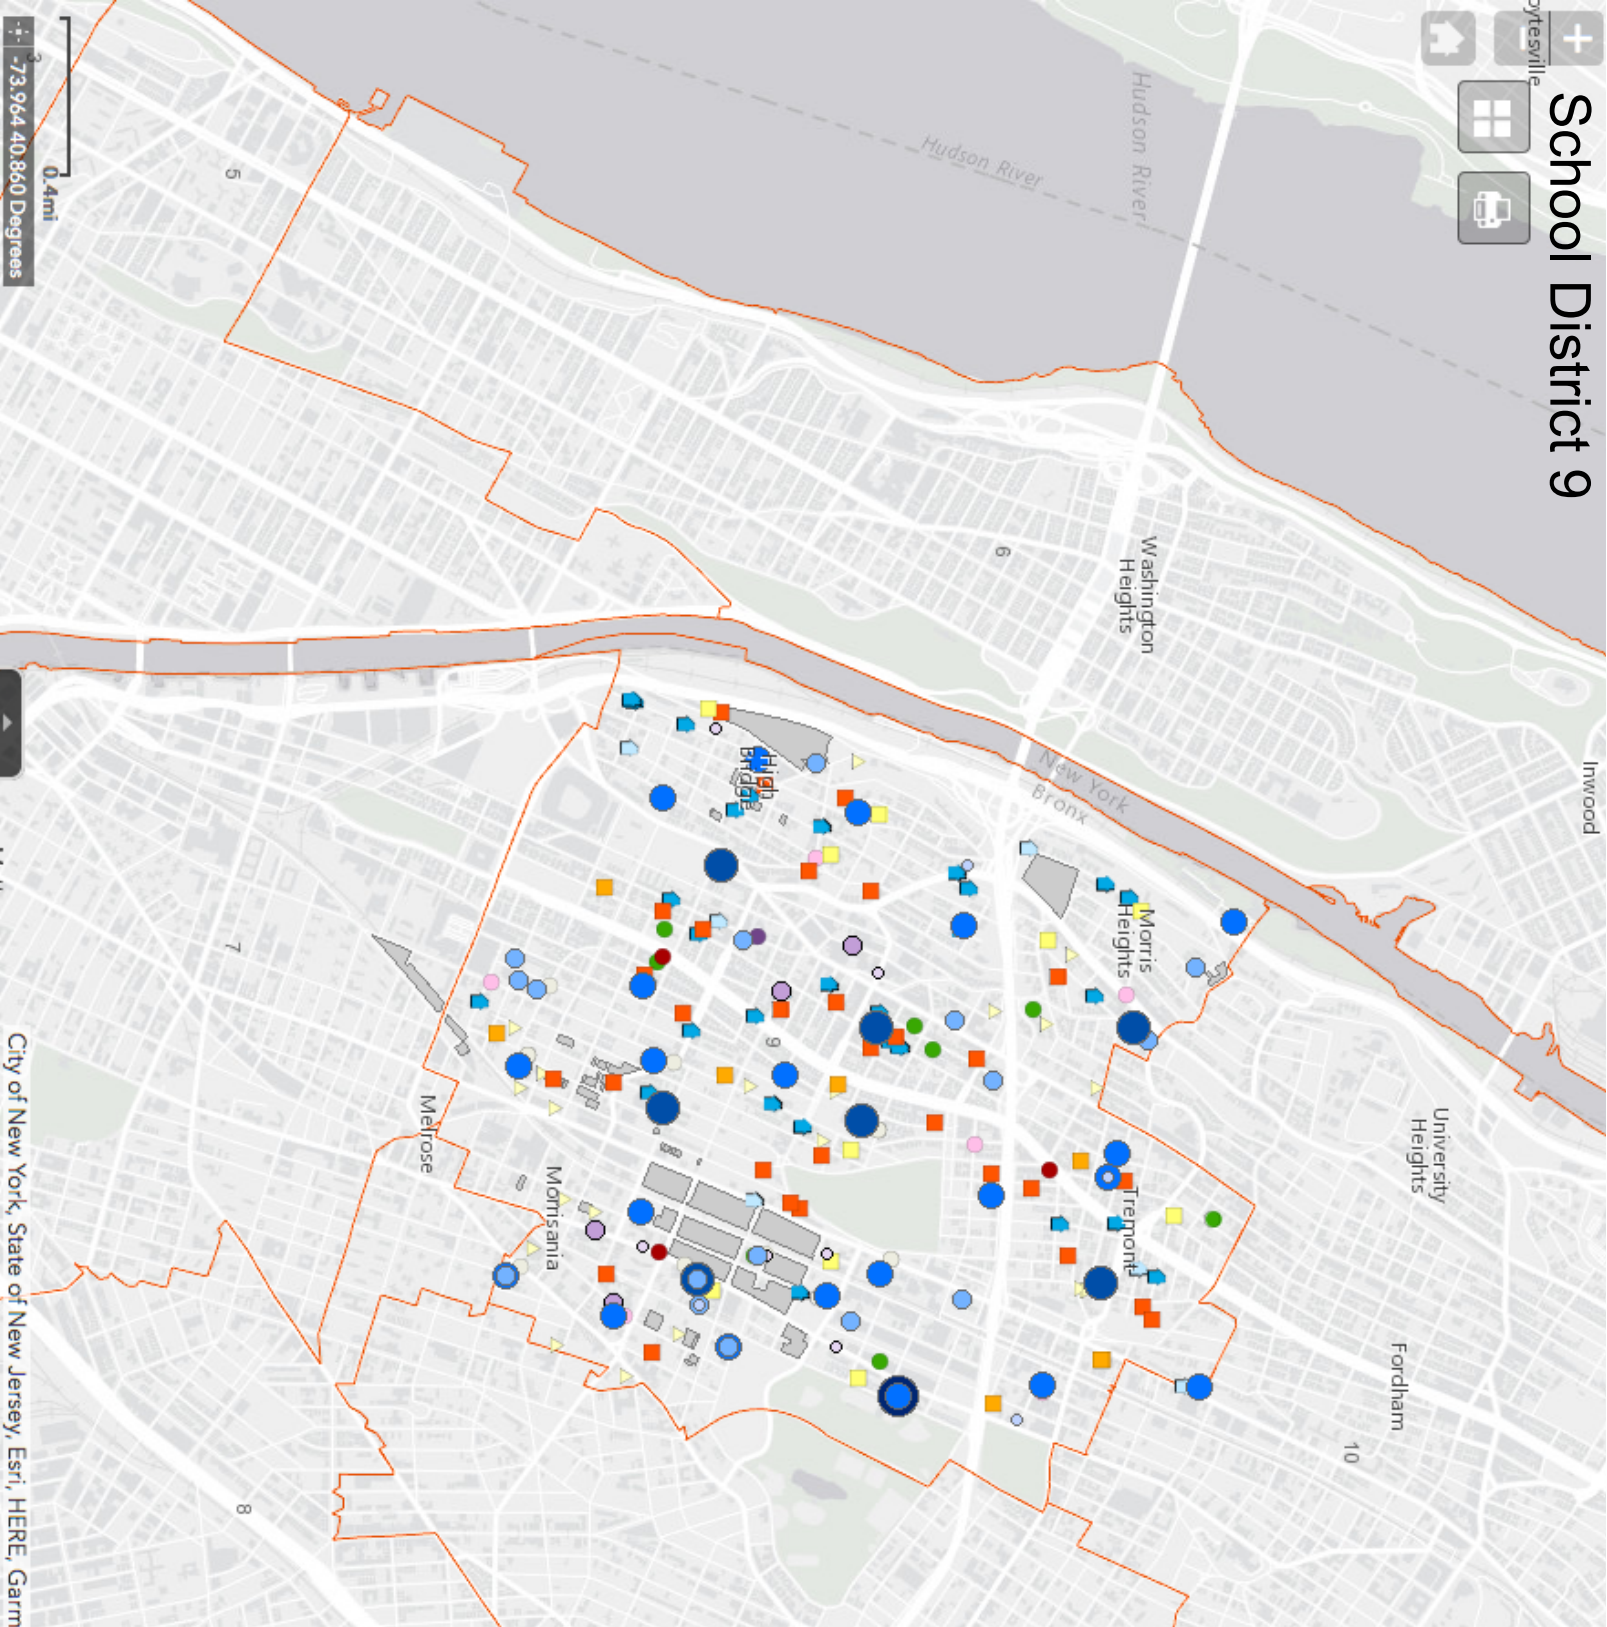 School District 9
oytesville
Hudson River
Hudson River
Inwood
Washington
Heights
6
5
3
0.4mi
-73.964 40.860 Degrees
New York
Bronx
High
Bridge
Morris
Heights
University
Heights
9
7
Tremont
Fordham
10
Melrose
Morrisania
8
City of New York, State of New Jersey, Esri, HERE, Garm